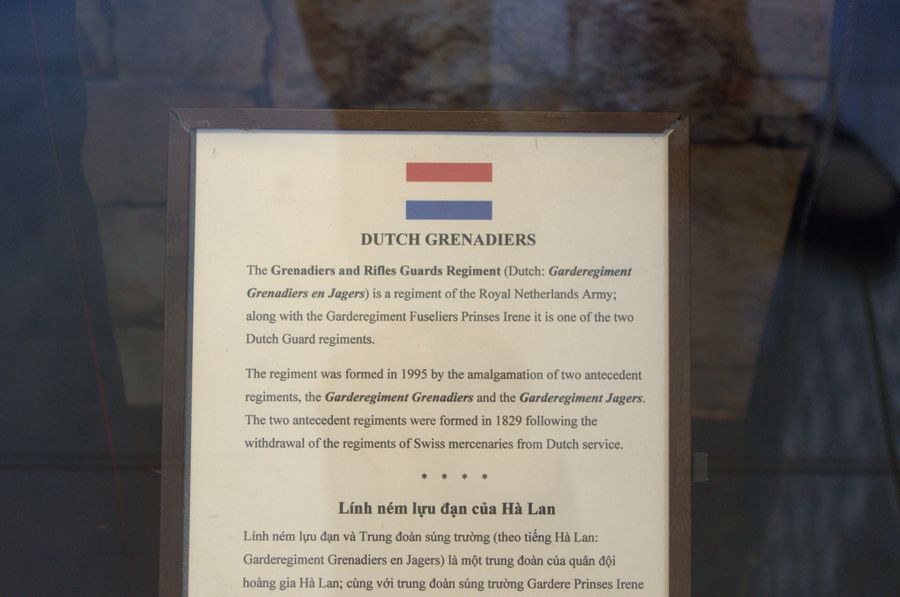 DUTCH GRENADIERS
The Grenadiers and Rifles Guards Regiment (Dutch: Garderegiment
Grenadiers en Jagers) is a regiment of the Royal Netherlands Army;
along with the Garderegiment Fuseliers Prinses Irene it is one of the two
Dutch Guard regiments.
The regiment was formed in 1995 by the amalgamation of two antecedent
regiments, the Garderegiment Grenadiers and the Garderegiment Jagers.
The two antecedent regiments were formed in 1829 following the
withdrawal of the regiments of Swiss mercenaries from Dutch service.
* * * *
Lính ném lựu đạn của Hà Lan
Lính ném lựu đạn và Trung đoàn súng trường (theo tiếng Hà Lan:
Garderegiment Grenadiers en Jagers) là một trung đoàn của quân đội
hoàng gia Hà Lan; cùng với trung đoàn súng trường Gardere Prinses Irene